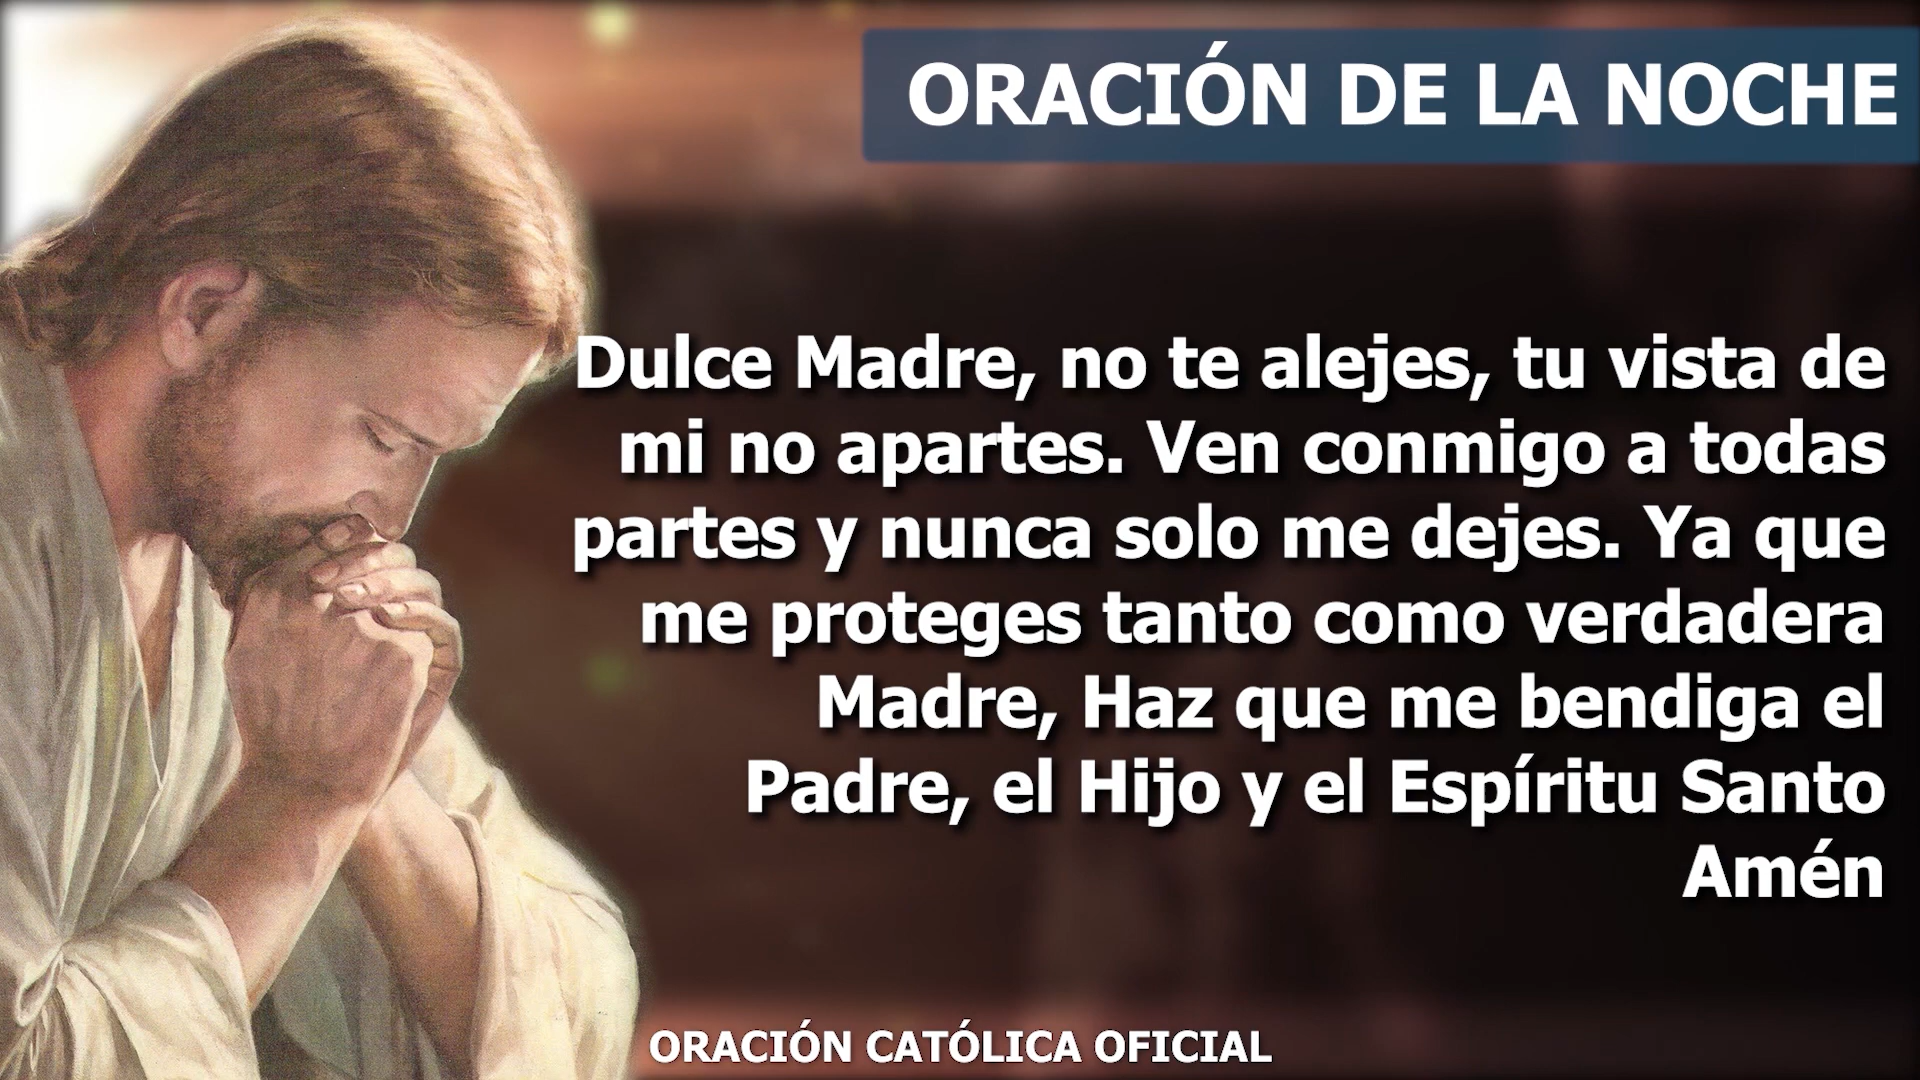 ORACIÓN DE LA NOCHE
Dulce Madre, no te alejes, tu vista de
mi no apartes. Ven conmigo a todas
partes y nunca solo me dejes. Ya que
me proteges tanto como verdadera
Madre, Haz que me bendiga el
Padre, el Hijo y el Espíritu Santo
Amén
ORACIÓN CATÓLICA OFICIAL